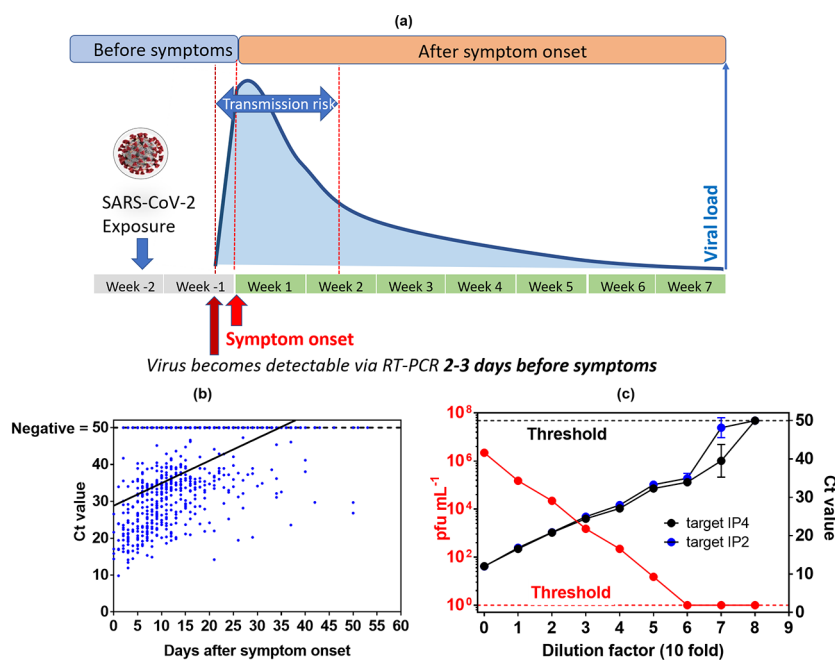 (a)
Before symptoms
After symptom onset
Transmission risk
SARS-CoV-2
Exposure
Viral load
Week -2 Week -1 Week 1 Week 2 Week 3 Week 4 Week 5 Week 6 Week 7
Symptom onset
Virus becomes detectable via RT-PCR 2-3 days before symptoms
(b)
Negative = 50
40
30
20
10
0
Ct value
0 5 10 15 20 25 30 35 40 45 50 55 60
Days after symptom onset
(c)
10⁸
10⁶
10⁴
10²
10⁰
pfu mL⁻¹
Threshold
target IP4
target IP2
Threshold
50
40
30
20
10
0
Ct value
0 1 2 3 4 5 6 7 8 9
Dilution factor (10 fold)